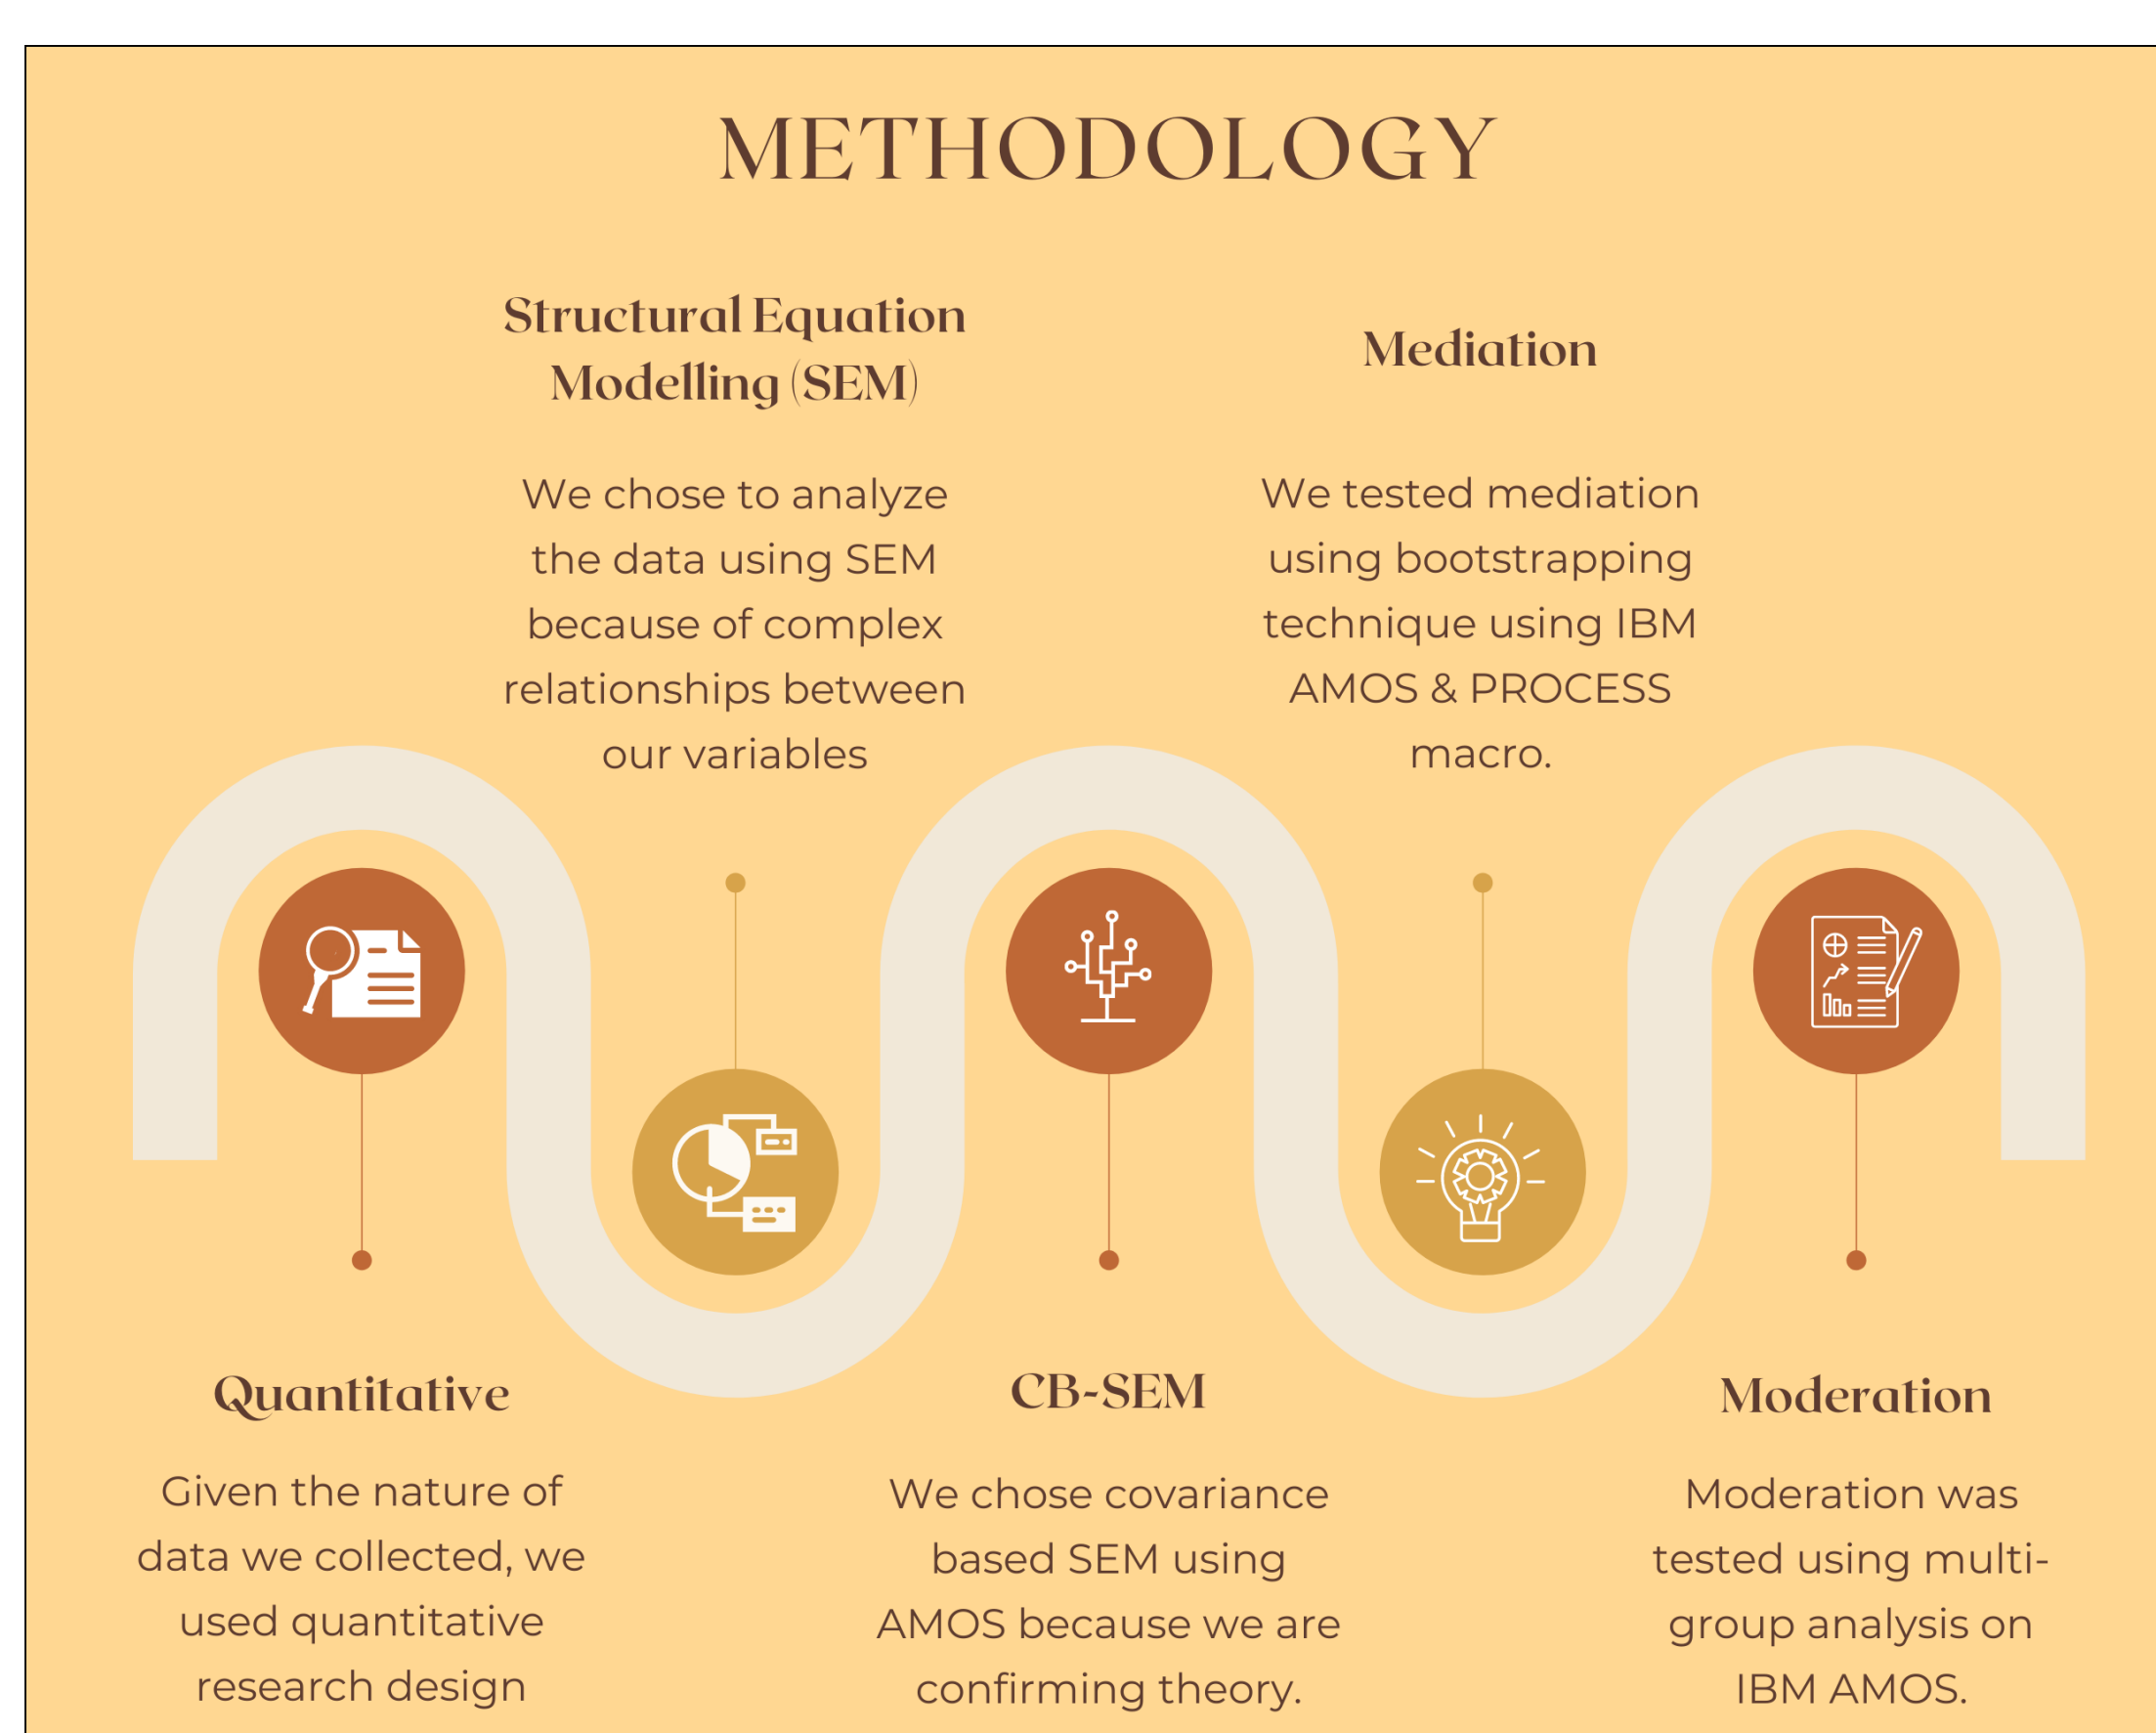 METHODOLOGY
Structural Equation
Modelling (SEM)
We chose to analyze
the data using SEM
because of complex
relationships between
our variables
Mediation
We tested mediation
using bootstrapping
technique using IBM
AMOS & PROCESS
macro.
Quantitative
Given the nature of
data we collected, we
used quantitative
research design
CB-SEM
We chose covariance
based SEM using
AMOS because we are
confirming theory.
Moderation
Moderation was
tested using multi-
group analysis on
IBM AMOS.